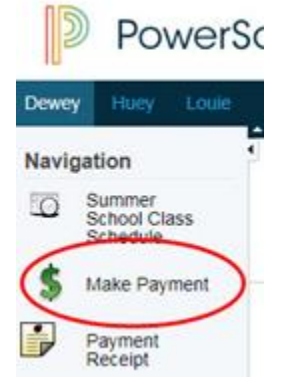 PowerSc
Dewey Huey Louie
Navigation
Summer
School Class
Schedule
Make Payment
Payment
Receipt